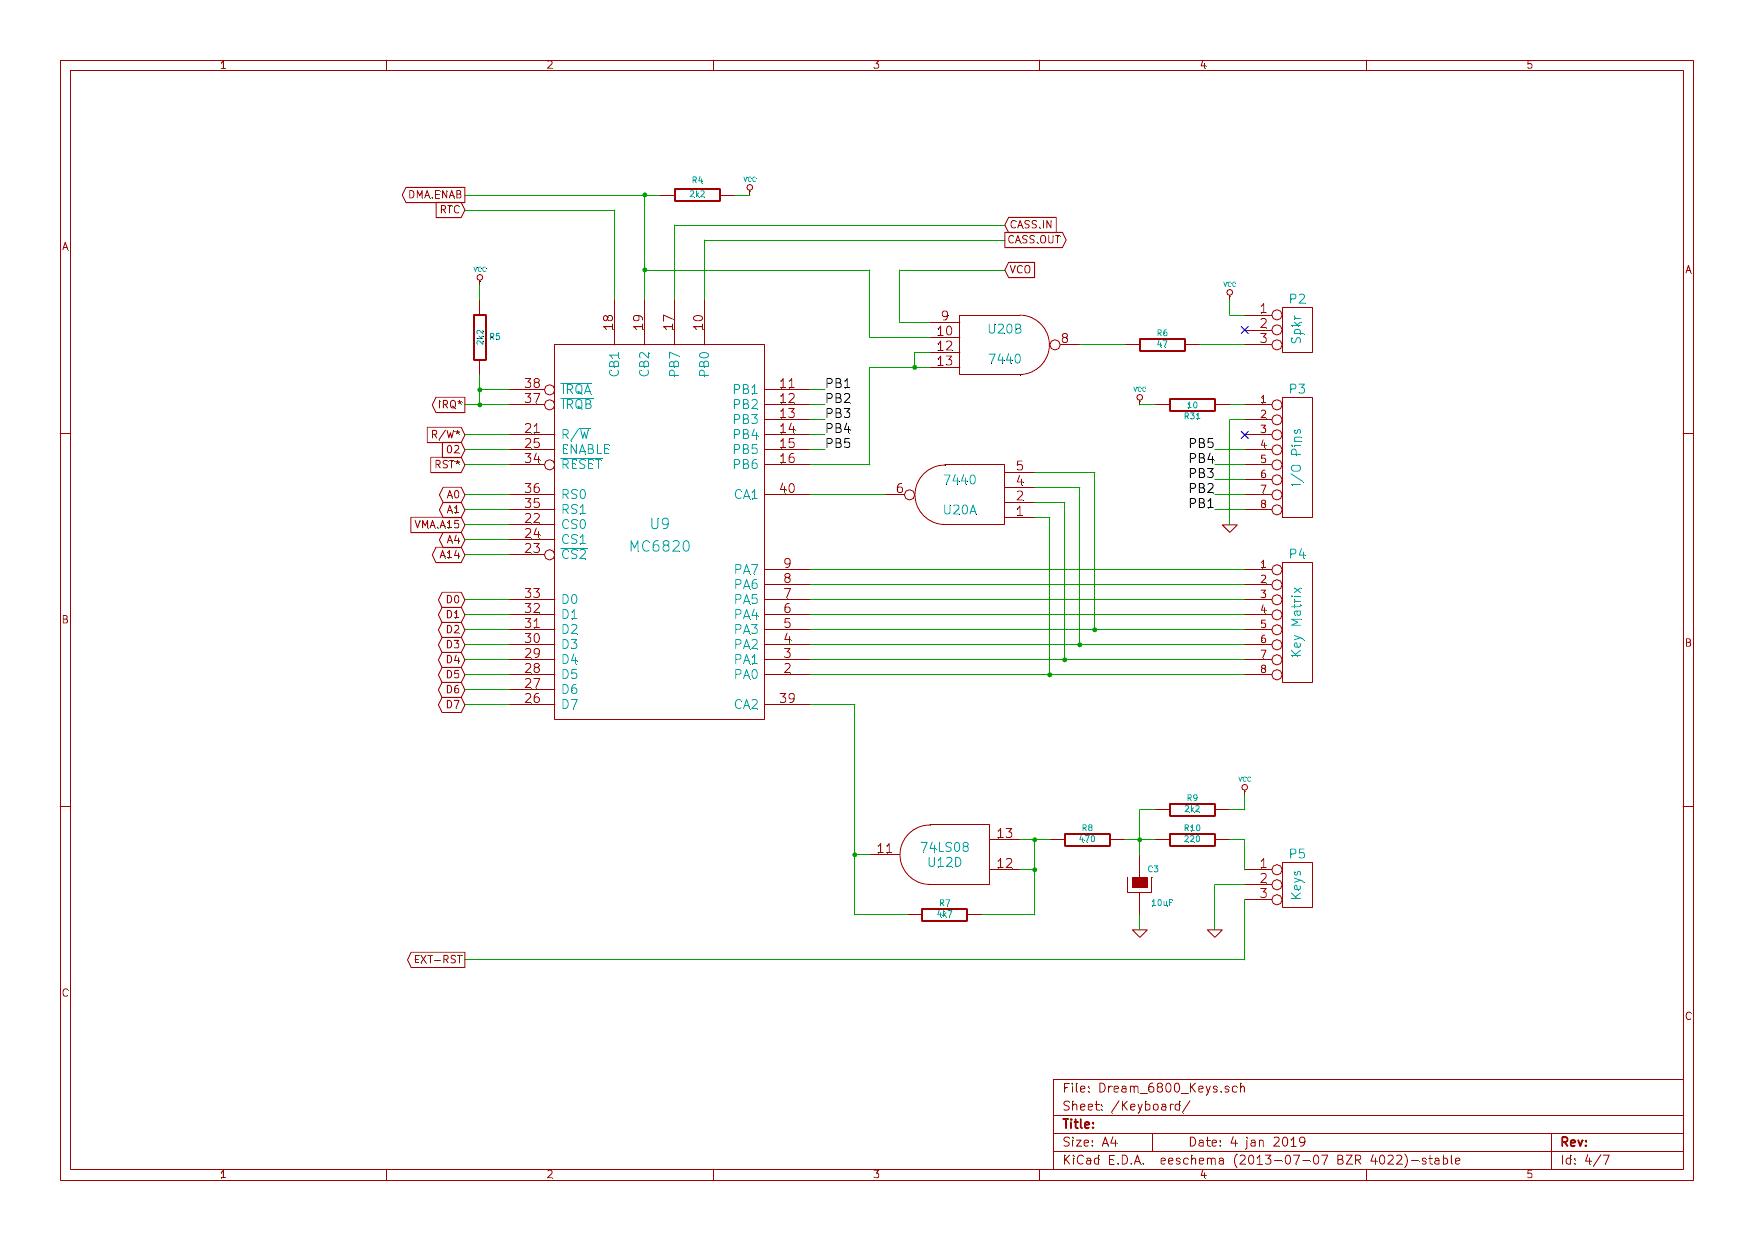 1 2 3 4 5
R4
VCC
DMA.ENAB 2k2
RTC
CASS.IN
A CASS.OUT
VCC VCO A
VCC
P2
18 19 17 10 9 1
2k2 R5 10 U20B R6 2 Spkr
12 7440 8 47 3
13
CB1 CB2 PB7 PB0
38 IRQA PB1 11 PB1 VCC P3
37 IRQB PB2 12 PB2 10 1
IRQ* PB3 13 PB3 R31 2
R/W* 21 R/W PB4 14 PB4 3
02 25 ENABLE PB5 15 PB5 PB5 4 I/O Pins
RST* 34 RESET PB6 16 PB4 5
7440 5 PB3 6
A0 36 RS0 CA1 40 6 4 PB2 7
A1 35 RS1 2 PB1 8
VMA.A15 22 CS0 U9 U20A 1
A4 24 CS1 MC6820
A14 23 CS2 P4
PA7 9 1
PA6 8 2
D0 33 D0 PA5 7 3
D1 32 D1 PA4 6 4
B D2 31 D2 PA3 5 5 Key Matrix
D3 30 D3 PA2 4 6 B
D4 29 D4 PA1 3 7
D5 28 D5 PA0 2 8
D6 27 D6
D7 26 D7 CA2 39
VCC
R9
2k2
13 R8 R10
11 74LS08 470 220 P5
U12D 12 C3 1
2 Keys
R7 10uF 3
4k7
EXT-RST
C C
File: Dream_6800_Keys.sch
Sheet: /Keyboard/
Title:
Size: A4 Date: 4 jan 2019 Rev:
KiCad E.D.A. eeschema (2013-07-07 BZR 4022)-stable Id: 4/7
1 2 3 4 5